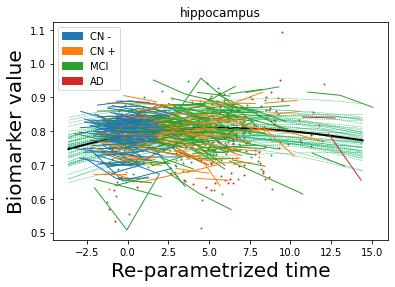 hippocampus
CN -
CN +
MCI
AD
Biomarker value
1.1
1.0
0.9
0.8
0.7
0.6
0.5
−2.5 0.0 2.5 5.0 7.5 10.0 12.5 15.0
Re-parametrized time